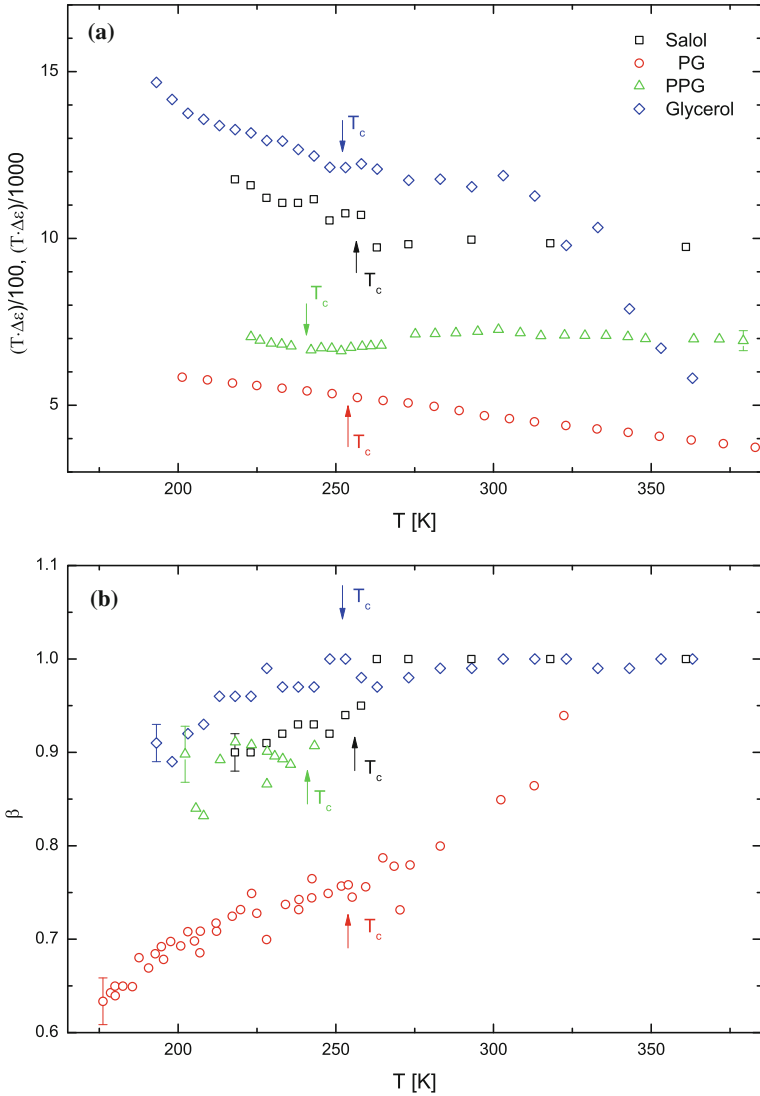 (a)
Salol
PG
PPG
Glycerol
T_c
T_c
T_c
T_c
15
10
5
(T·Δε)/100, (T·Δε)/1000
200
250
300
350
T [K]
(b)
T_c
T_c
T_c
T_c
1.1
1.0
0.9
0.8
0.7
0.6
β
200
250
300
350
T [K]